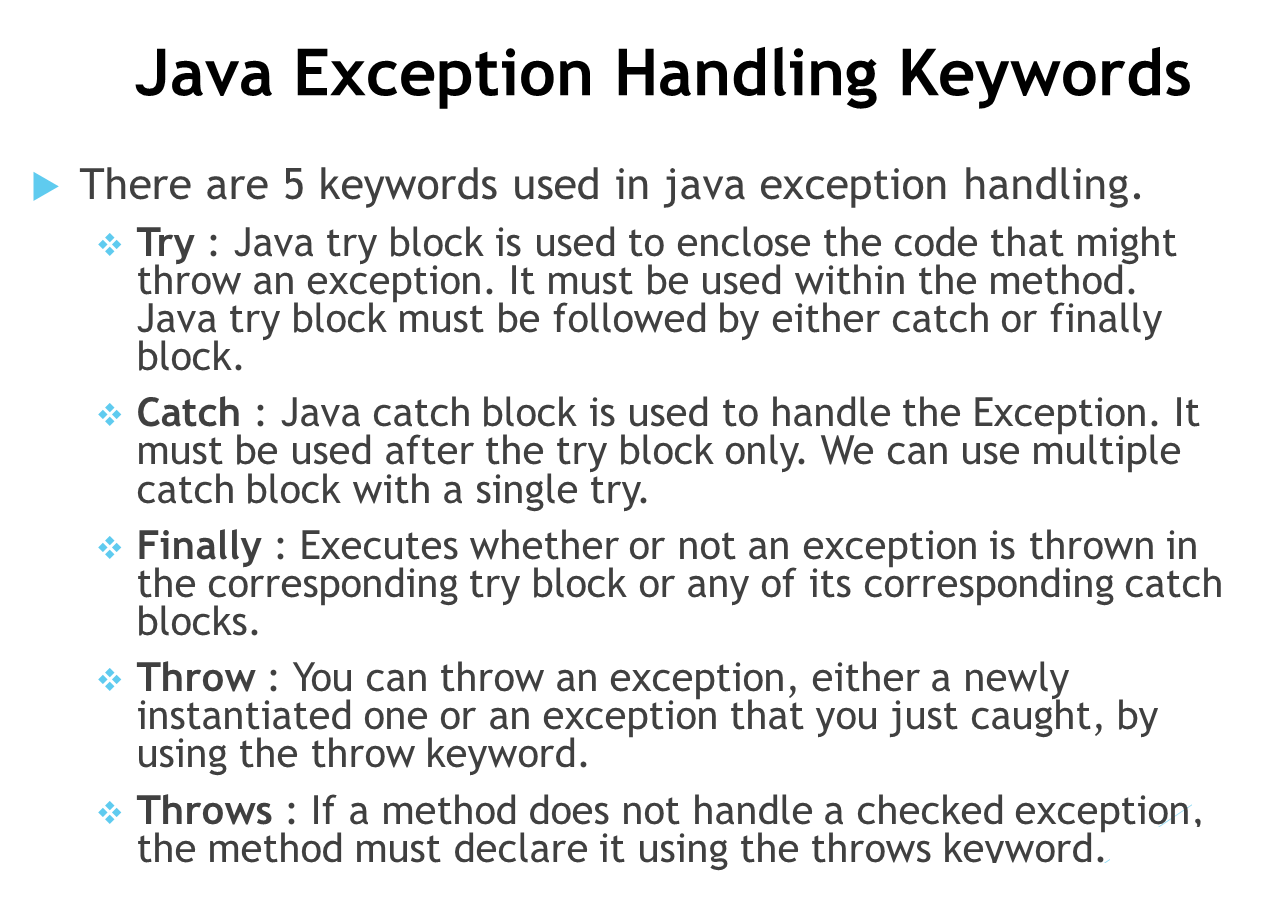 Java Exception Handling Keywords
There are 5 keywords used in java exception handling.
Try : Java try block is used to enclose the code that might
throw an exception. It must be used within the method.
Java try block must be followed by either catch or finally
block.
Catch : Java catch block is used to handle the Exception. It
must be used after the try block only. We can use multiple
catch block with a single try.
Finally : Executes whether or not an exception is thrown in
the corresponding try block or any of its corresponding catch
blocks.
Throw : You can throw an exception, either a newly
instantiated one or an exception that you just caught, by
using the throw keyword.
Throws : If a method does not handle a checked exception,
the method must declare it using the throws keyword.